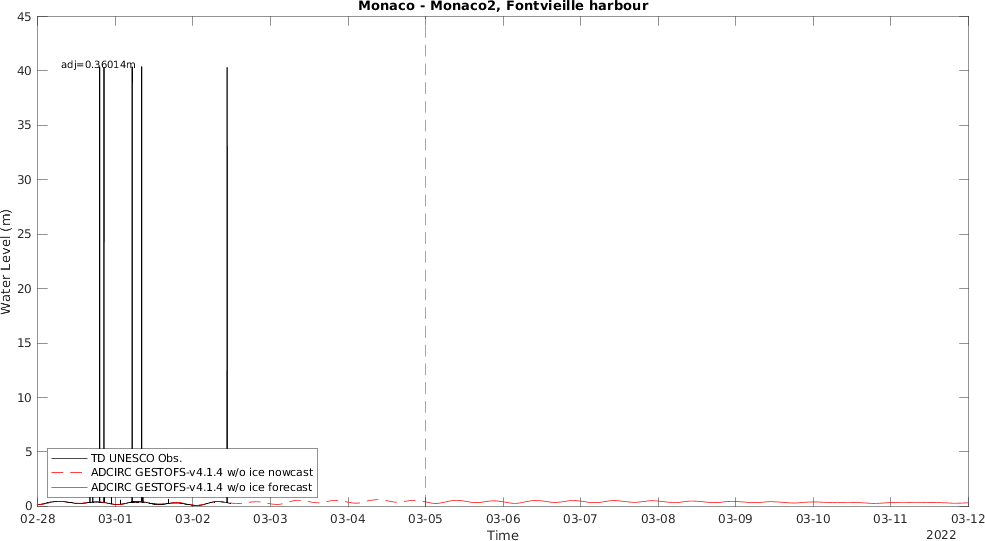 Monaco - Monaco2, Fontvieille harbour
45
40
35
30
25
20
15
10
5
0
Water Level (m)
adj=0.36014m
TD UNESCO Obs.
ADCIRC GESTOFS-v4.1.4 w/o ice nowcast
ADCIRC GESTOFS-v4.1.4 w/o ice forecast
02-28 03-01 03-02 03-03 03-04 03-05 03-06 03-07 03-08 03-09 03-10 03-11 03-12
Time
2022